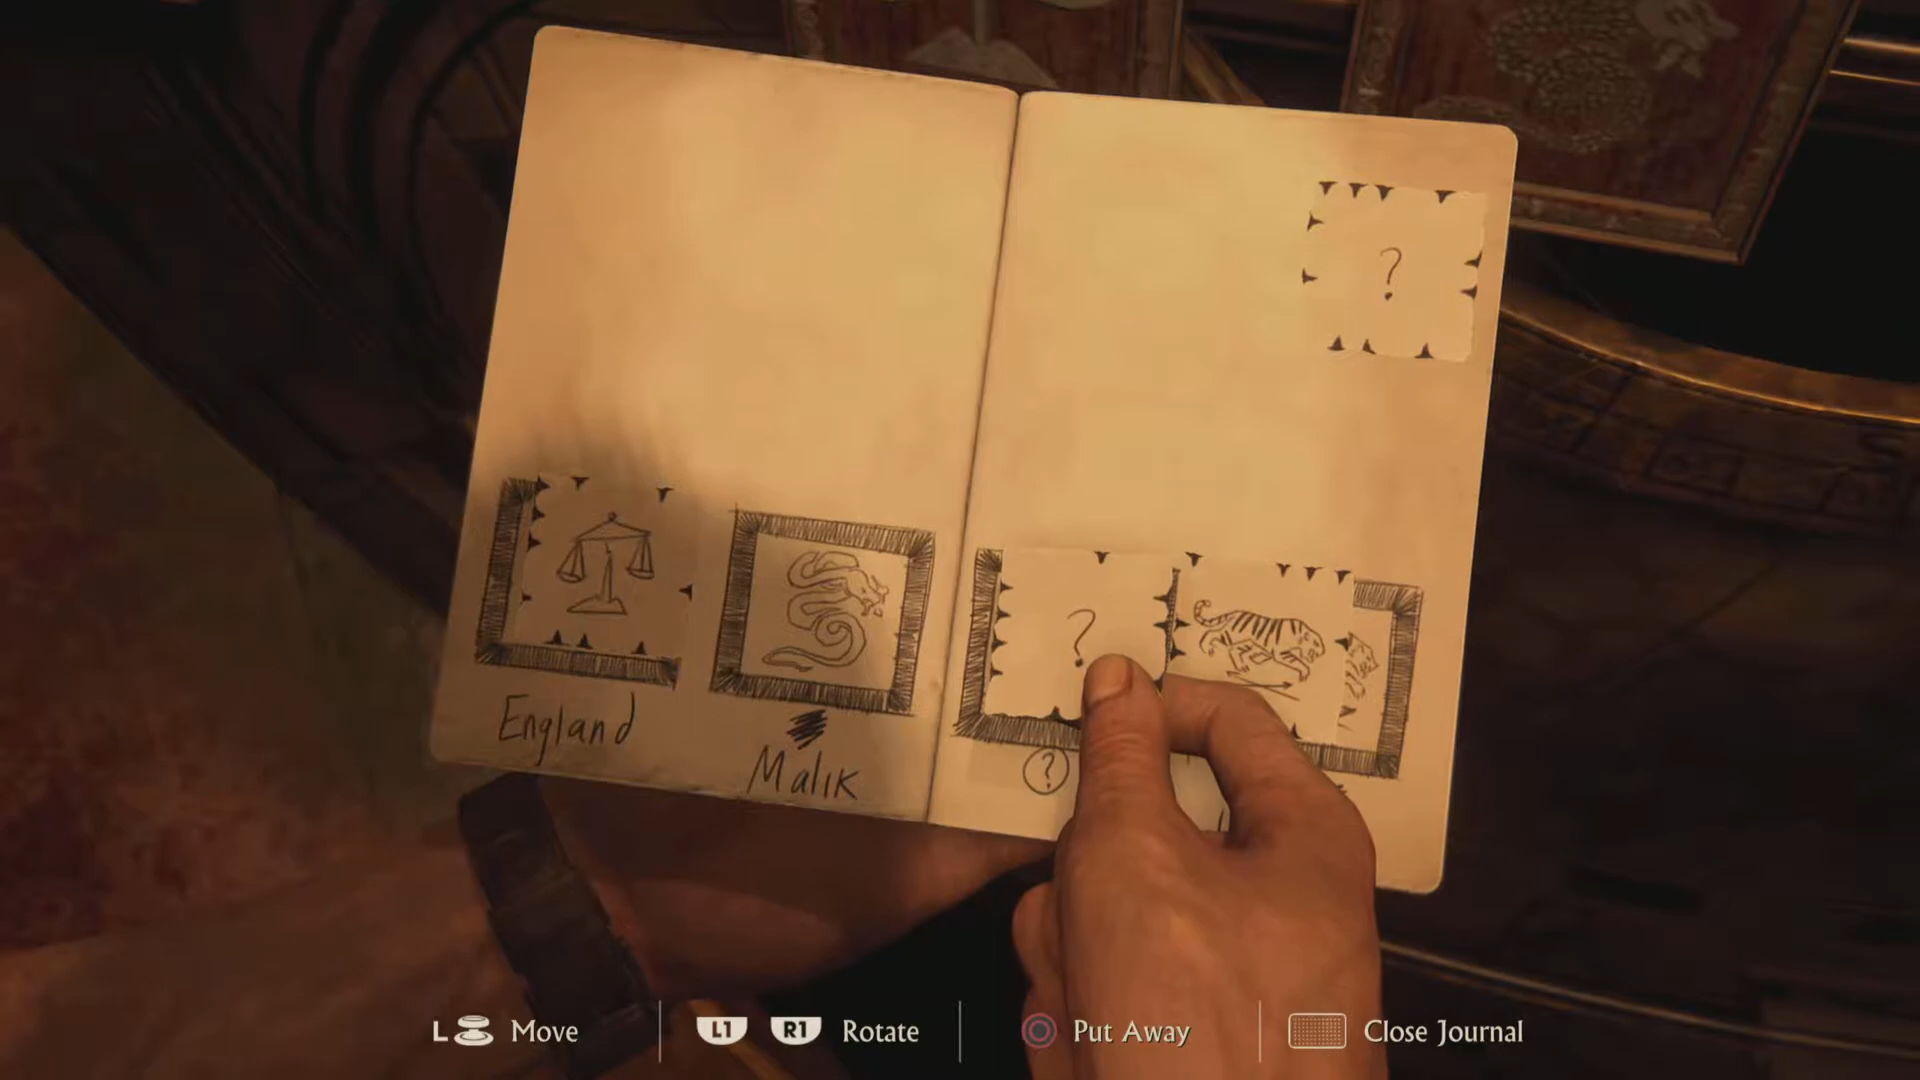 ?
England
Malik
?
?
L Move
L1 R1 Rotate
Put Away
Close Journal